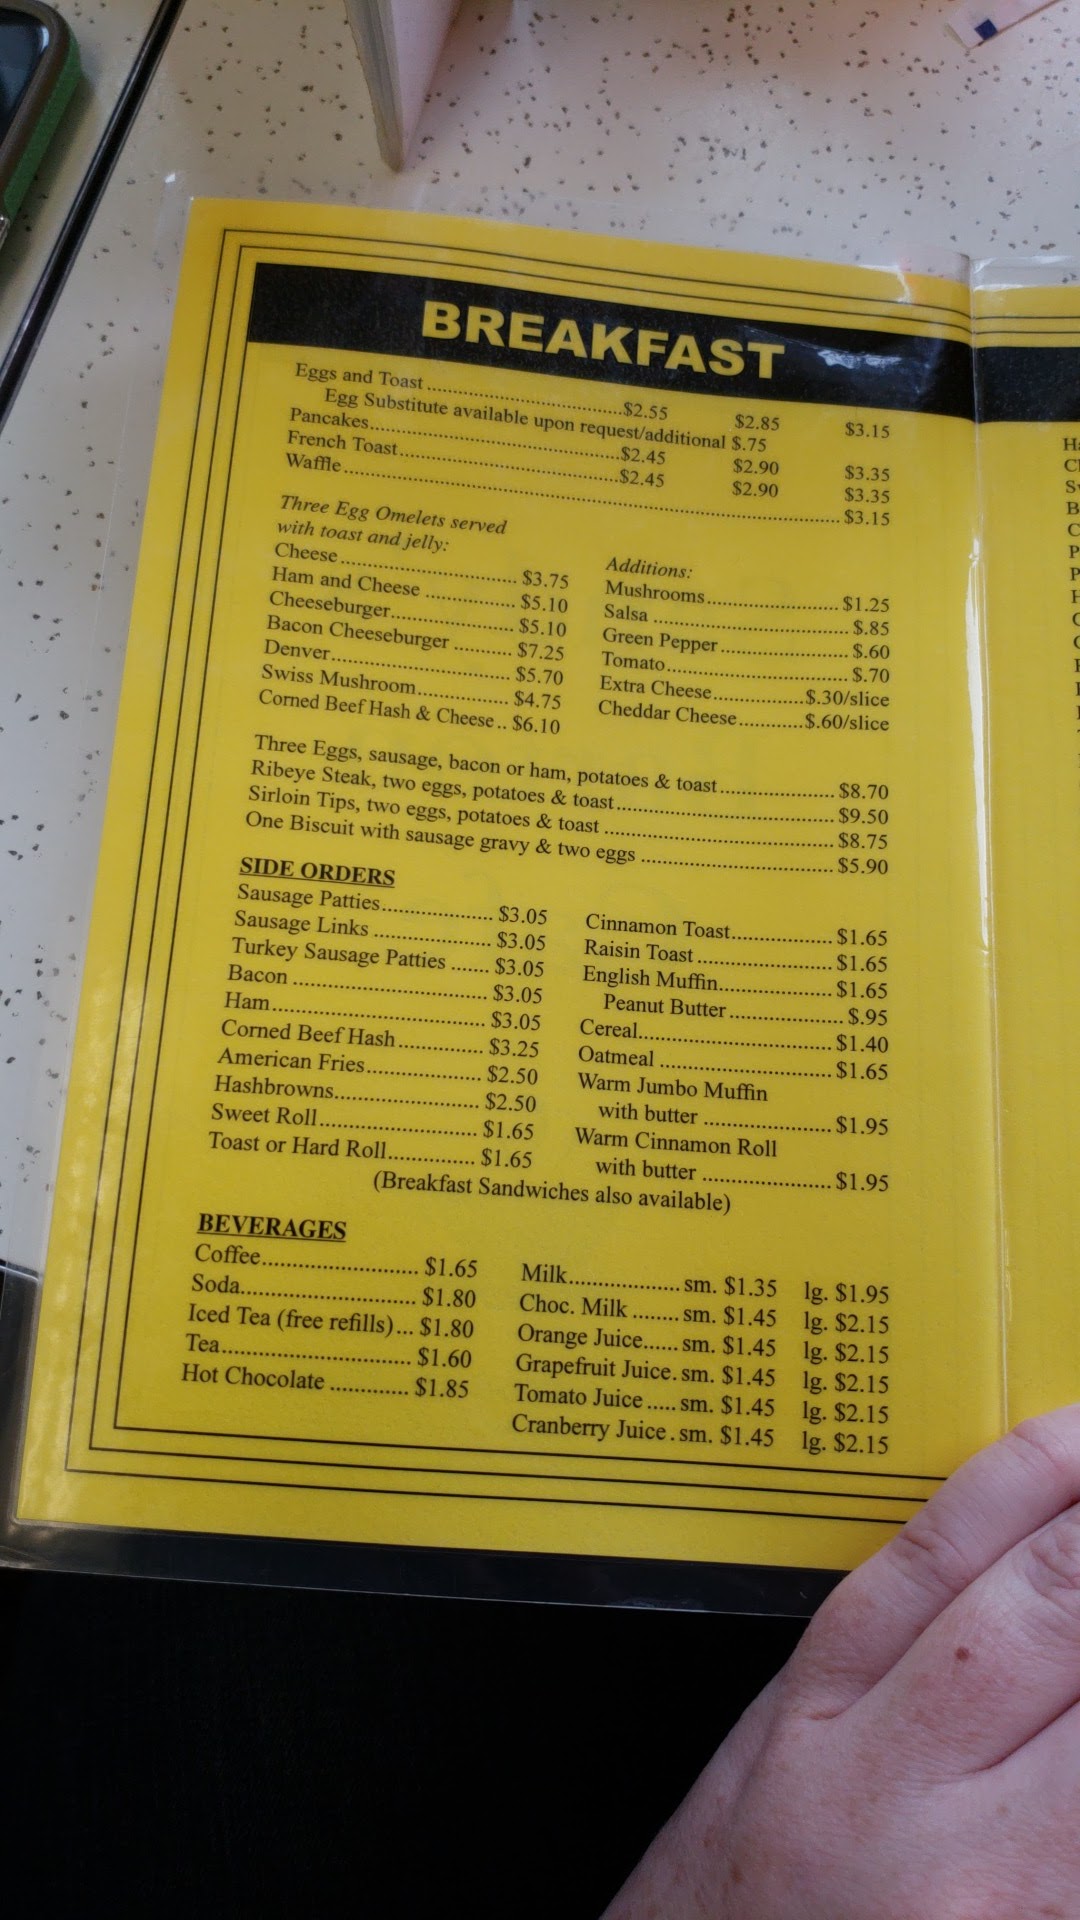 BREAKFAST
Eggs and Toast ........ $2.55 $2.85 $3.15
Egg Substitute available upon request/additional $.75
Pancakes ........ $2.45 $2.90 $3.35
French Toast ........ $2.45 $2.90 $3.35
Waffle ........ $3.15
Three Egg Omelets served
with toast and jelly:
Cheese ........ $3.75
Ham and Cheese ........ $5.10
Cheeseburger ........ $5.10
Bacon Cheeseburger ........ $7.25
Denver ........ $5.70
Swiss Mushroom ........ $4.75
Corned Beef Hash & Cheese .. $6.10
Additions:
Mushrooms ........ $1.25
Salsa ........ $.85
Green Pepper ........ $.60
Tomato ........ $.70
Extra Cheese ........ $.30/slice
Cheddar Cheese ........ $.60/slice
Three Eggs, sausage, bacon or ham, potatoes & toast ........ $8.70
Ribeye Steak, two eggs, potatoes & toast ........ $9.50
Sirloin Tips, two eggs, potatoes & toast ........ $8.75
One Biscuit with sausage gravy & two eggs ........ $5.90
SIDE ORDERS
Sausage Patties ........ $3.05
Sausage Links ........ $3.05
Turkey Sausage Patties ....... $3.05
Bacon ........ $3.05
Ham ........ $3.05
Corned Beef Hash ........ $3.25
American Fries ........ $2.50
Hashbrowns ........ $2.50
Sweet Roll ........ $1.65
Toast or Hard Roll ........ $1.65
Cinnamon Toast ........ $1.65
Raisin Toast ........ $1.65
English Muffin ........ $1.65
Peanut Butter ........ $.95
Cereal ........ $1.40
Oatmeal ........ $1.65
Warm Jumbo Muffin
with butter ........ $1.95
Warm Cinnamon Roll
with butter ........ $1.95
(Breakfast Sandwiches also available)
BEVERAGES
Coffee ........ $1.65
Soda ........ $1.80
Iced Tea (free refills)... $1.80
Tea ........ $1.60
Hot Chocolate ........ $1.85
Milk ........ sm. $1.35 lg. $1.95
Choc. Milk ........ sm. $1.45 lg. $2.15
Orange Juice ...... sm. $1.45 lg. $2.15
Grapefruit Juice . sm. $1.45 lg. $2.15
Tomato Juice ..... sm. $1.45 lg. $2.15
Cranberry Juice . sm. $1.45 lg. $2.15